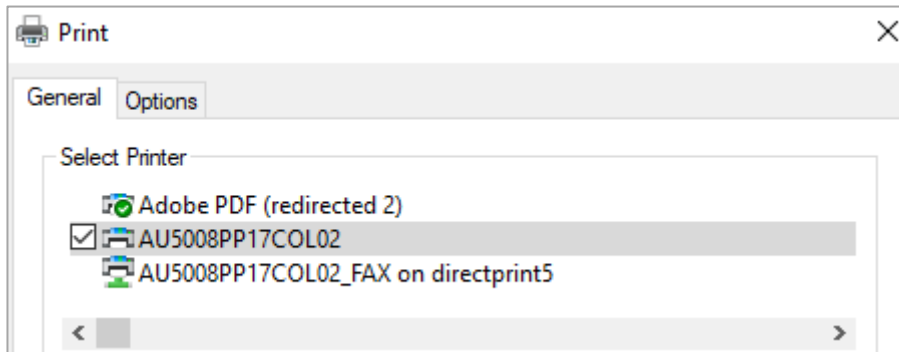 Print
General Options
Select Printer
Adobe PDF (redirected 2)
AU5008PP17COL02
AU5008PP17COL02_FAX on directprint5